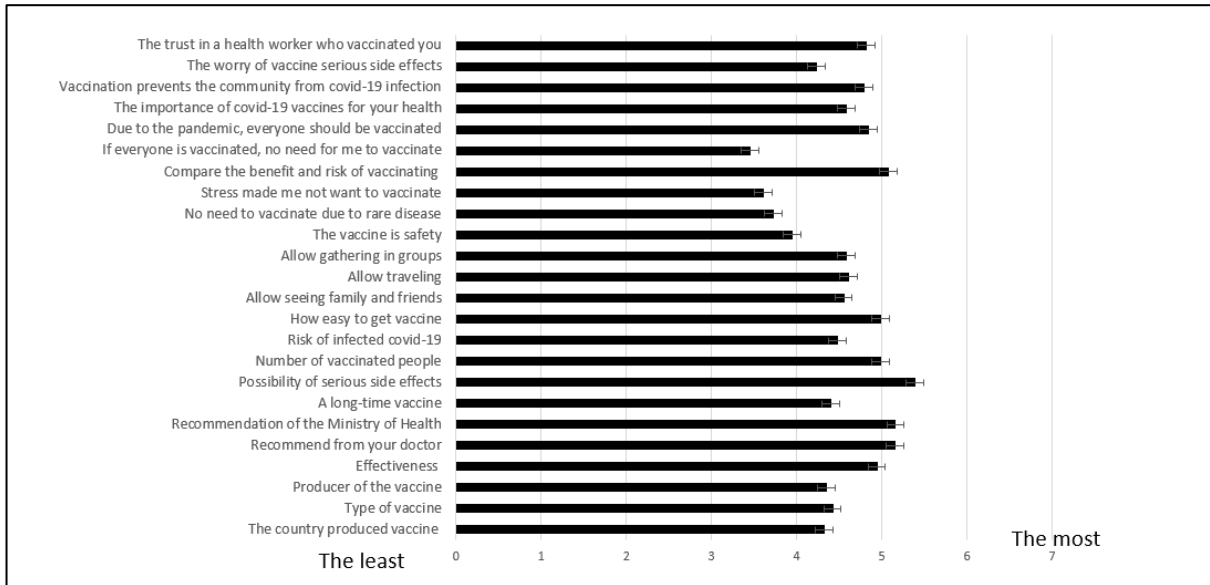 The trust in a health worker who vaccinated you
The worry of vaccine serious side effects
Vaccination prevents the community from covid-19 infection
The importance of covid-19 vaccines for your health
Due to the pandemic, everyone should be vaccinated
If everyone is vaccinated, no need for me to vaccinate
Compare the benefit and risk of vaccinating
Stress made me not want to vaccinate
No need to vaccinate due to rare disease
The vaccine is safety
Allow gathering in groups
Allow traveling
Allow seeing family and friends
How easy to get vaccine
Risk of infected covid-19
Number of vaccinated people
Possibility of serious side effects
A long-time vaccine
Recommendation of the Ministry of Health
Recommend from your doctor
Effectiveness
Producer of the vaccine
Type of vaccine
The country produced vaccine
0 1 2 3 4 5 6 7
The least
The most